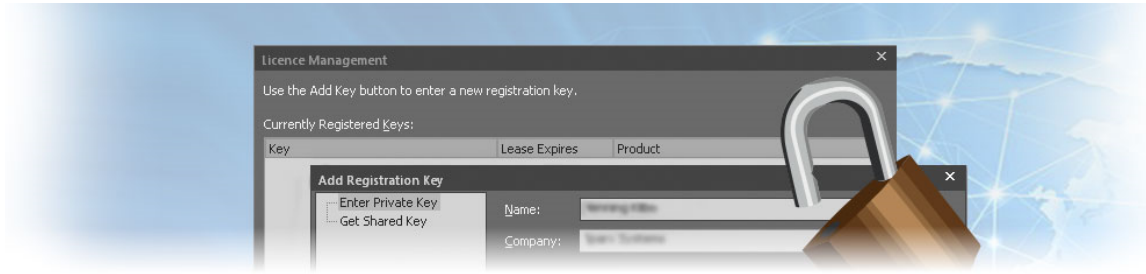 Licence Management
Use the Add Key button to enter a new registration key.
Currently Registered Keys:
Key Lease Expires Product
Add Registration Key
Enter Private Key
Get Shared Key
Name:
Company: